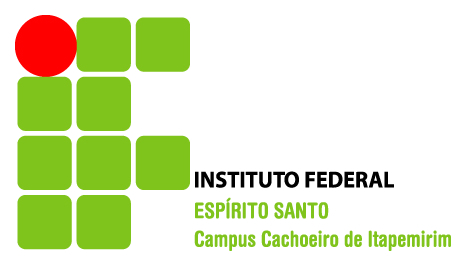 INSTITUTO FEDERAL
ESPÍRITO SANTO
Campus Cachoeiro de Itapemirim